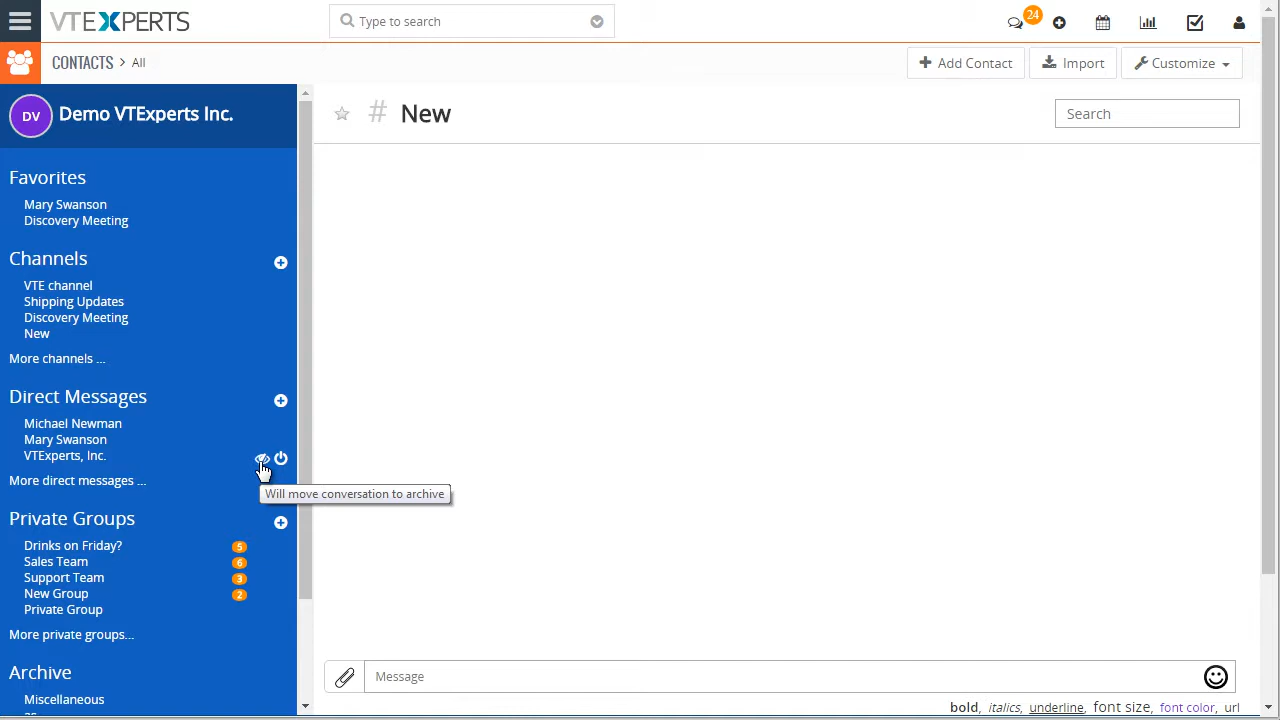 VTEXPERTS
Type to search
24
CONTACTS > All
Add Contact
Import
Customize
DV
Demo VTExperts Inc.
# New
Search
Favorites
Mary Swanson
Discovery Meeting
Channels
VTE channel
Shipping Updates
Discovery Meeting
New
More channels ...
Direct Messages
Michael Newman
Mary Swanson
VTExperts, Inc.
More direct messages ...
Will move conversation to archive
Private Groups
Drinks on Friday? 5
Sales Team 6
Support Team 3
New Group 2
Private Group
More private groups...
Archive
Miscellaneous
Message
bold, italics, underline, font size, font color, url